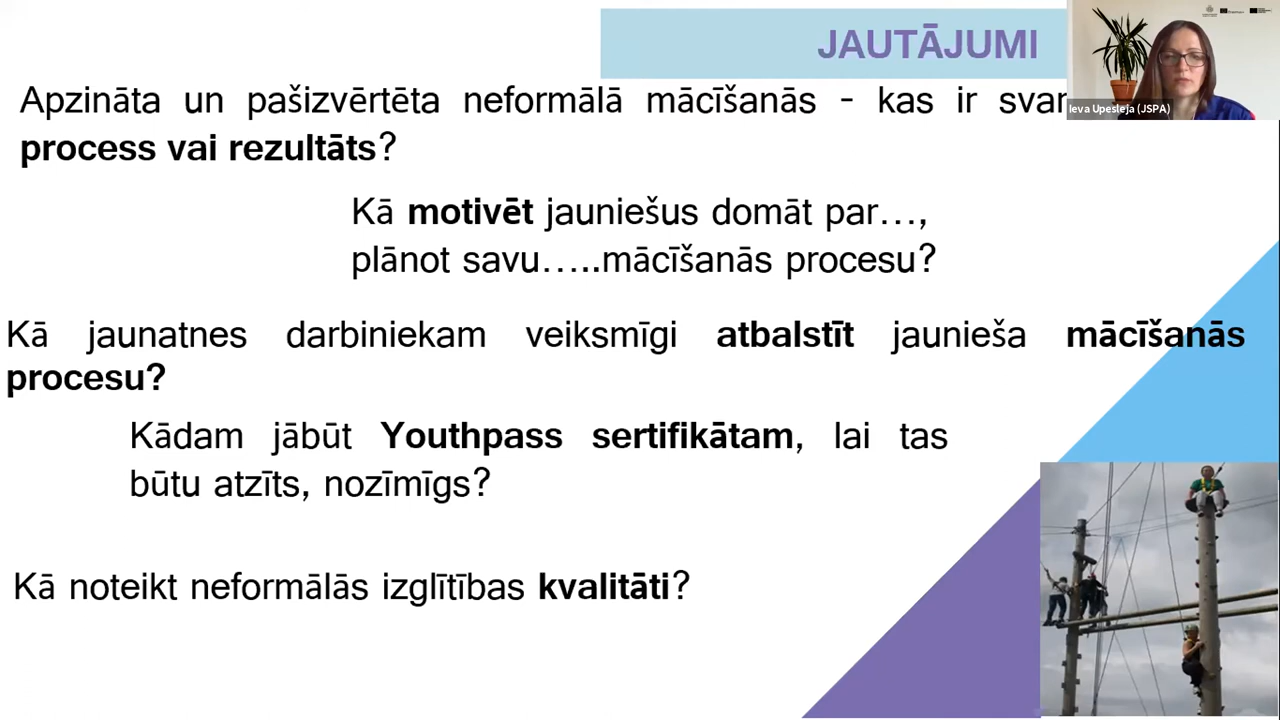 JAUTĀJUMI
Apzināta un pašizvērtēta neformālā mācīšanās - kas ir
process vai rezultāts?
Ieva Upesleja (JSPA)
Kā motivēt jauniešus domāt par…,
plānot savu…..mācīšanās procesu?
Kā jaunatnes darbiniekam veiksmīgi atbalstīt jaunieša mācīšanās
procesu?
Kādam jābūt Youthpass sertifikātam, lai tas
būtu atzīts, nozīmīgs?
Kā noteikt neformālās izglītības kvalitāti?